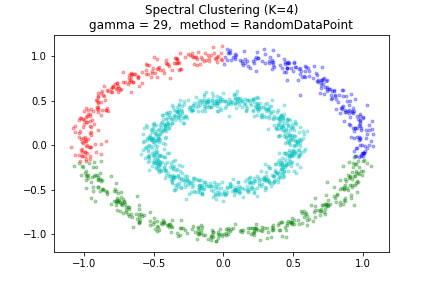 Spectral Clustering (K=4)
gamma = 29,  method = RandomDataPoint
1.0
0.5
0.0
−0.5
−1.0
−1.0 −0.5 0.0 0.5 1.0